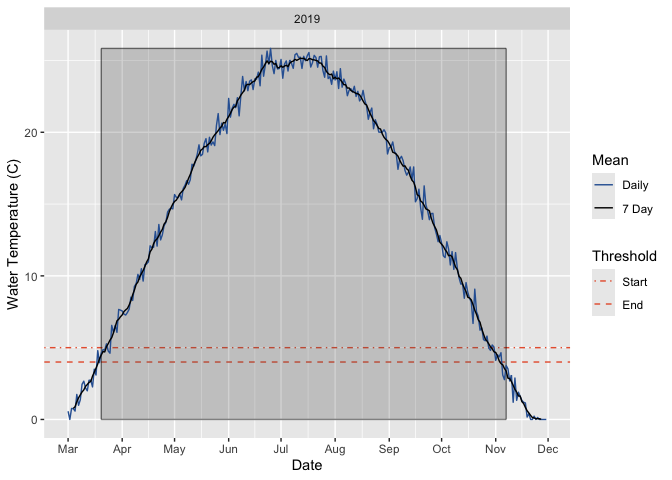 2019
Water Temperature (C)
20
10
0
Mar Apr May Jun Jul Aug Sep Oct Nov Dec
Date
Mean
Daily
7 Day
Threshold
Start
End